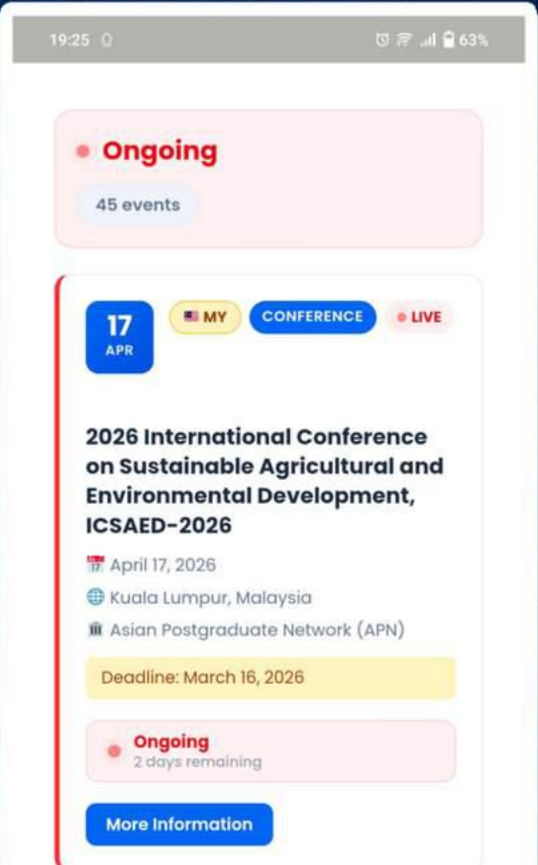 19:25
63%
Ongoing
45 events
17
APR
MY
CONFERENCE
LIVE
2026 International Conference
on Sustainable Agricultural and
Environmental Development,
ICSAED-2026
April 17, 2026
Kuala Lumpur, Malaysia
Asian Postgraduate Network (APN)
Deadline: March 16, 2026
Ongoing
2 days remaining
More Information